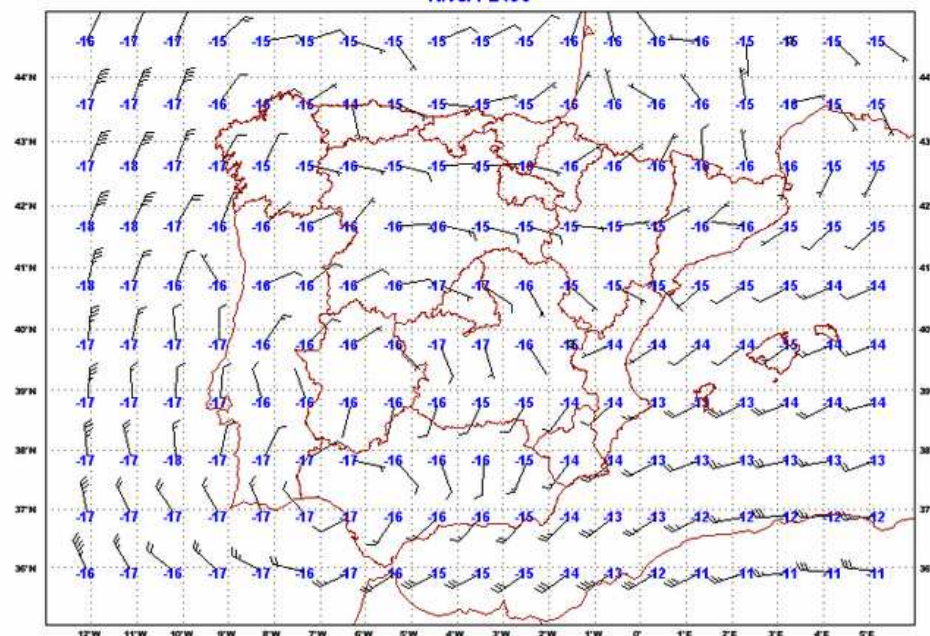 -16 -17 -17 -15 -15 -15 -16 -15 -15 -15 -15 -16 -16 -16 -16 -15 -15 -15
44°N 44°
-17 -17 -17 -16 -15 -15 -14 -15 -15 -15 -15 -16 -16 -16 -16 -15 -16 -15 -15
43°N 43°
-17 -18 -17 -17 -15 -15 -16 -15 -15 -15 -16 -16 -16 -16 -16 -15 -15
42°N 42°
-18 -18 -17 -16 -16 -16 -16 -16 -16 -15 -15 -15 -15 -15 -16 -16 -15 -15 -15
41°N 41°
-18 -17 -16 -16 -16 -16 -16 -16 -17 -17 -16 -15 -15 -15 -15 -15 -15 -14 -14
40°N 40°
-17 -17 -17 -17 -16 -16 -16 -16 -17 -17 -16 -14 -14 -14 -14 -15 -14 -14
39°N 39°
-17 -17 -17 -17 -16 -16 -16 -16 -16 -15 -15 -14 -14 -13 -13 -13 -14 -14 -14
38°N 38°
-17 -17 -18 -17 -17 -17 -17 -16 -16 -16 -15 -14 -14 -13 -13 -13 -13 -13 -13
37°N 37°
-17 -17 -17 -17 -17 -17 -17 -16 -16 -16 -15 -14 -13 -13 -12 -12 -12 -12 -12
36°N 36°
-16 -17 -16 -17 -17 -16 -17 -16 -15 -15 -15 -14 -13 -12 -11 -11 -11 -11 -11
12°W 11°W 10°W 9°W 8°W 7°W 6°W 5°W 4°W 3°W 2°W 1°W 0° 1°E 2°E 3°E 4°E 5°E